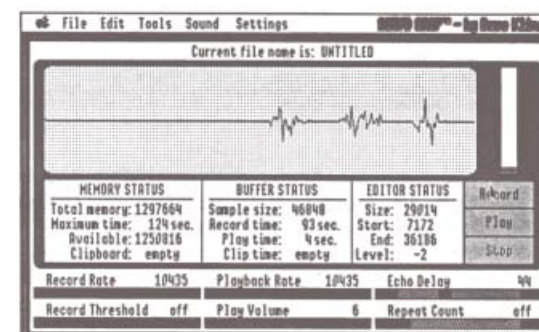 File Edit Tools Sound Settings
Current file name is: UNTITLED
MEMORY STATUS
Total memory: 1297664
Maximum time: 124 sec.
Available: 1250816
Clipboard: empty
BUFFER STATUS
Sample size: 46848
Record time: 93 sec.
Play time: 4 sec.
Clip time: empty
EDITOR STATUS
Size: 29014
Start: 7172
End: 36186
Level: -2
Record
Play
Stop
Record Rate 10435
Playback Rate 10435
Echo Delay 44
Record Threshold off
Play Volume 6
Repeat Count off